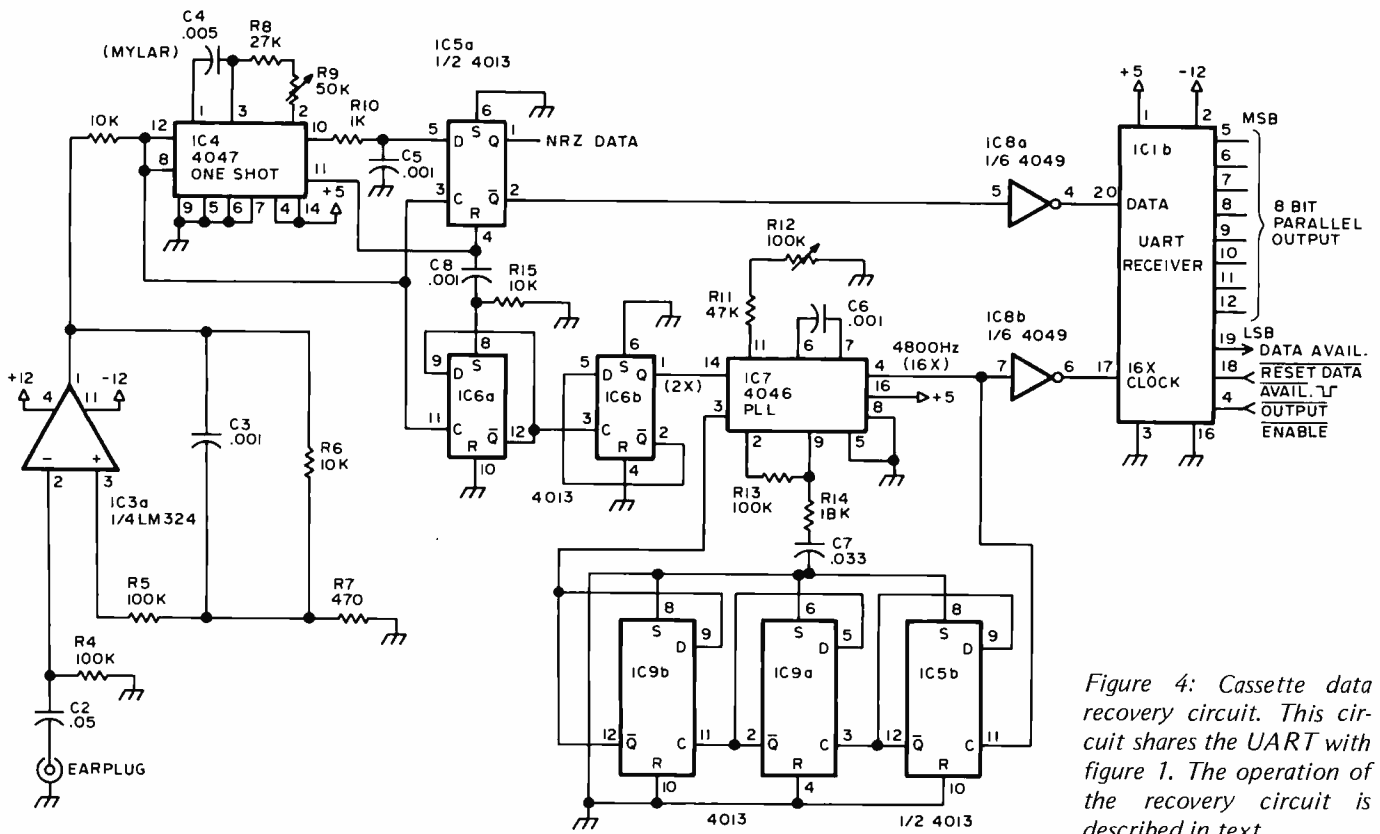 C4
.005
(MYLAR)
R8
27K
R9
50K
1
3
2
10K
12
8
IC4
4047
ONE SHOT
10
11
+5
9
5
6
7
4
14
R10
1K
C5
.001
IC5a
1/2 4013
6
S
5
D
Q
1
NRZ DATA
3
C
Q
2
R
4
C8
.001
R15
10K
8
S
9
D
IC6a
11
C
Q
12
R
10
4013
6
S
5
D
Q
1
(2X)
IC6b
3
C
Q
2
R
4
R12
100K
R11
47K
C6
.001
11
6
7
14
3
IC7
4046
PLL
4
16
8
+5
2
9
5
4800Hz
(16X)
R13
100K
R14
18K
C7
.033
IC8a
1/6 4049
5
4
IC8b
1/6 4049
7
6
+5
-12
1
2
IC1b
20
DATA
UART
RECEIVER
17
16X
CLOCK
3
16
5
MSB
6
7
8
9
10
11
12
LSB
8 BIT
PARALLEL
OUTPUT
19
DATA AVAIL.
18
RESET DATA
AVAIL.
4
OUTPUT
ENABLE
+12
4
1
11
-12
-
+
2
3
IC3a
1/4 LM324
C3
.001
R6
10K
R5
100K
R7
470
R4
100K
C2
.05
EARPLUG
8
S
D
9
IC9b
12
Q
C
11
R
10
6
S
D
5
IC9a
2
Q
C
3
R
4
8
S
D
9
IC5b
12
Q
C
11
R
10
4013
1/2 4013
Figure 4: Cassette data
recovery circuit. This cir-
cuit shares the UART with
figure 1. The operation of
the recovery circuit is
described in text.